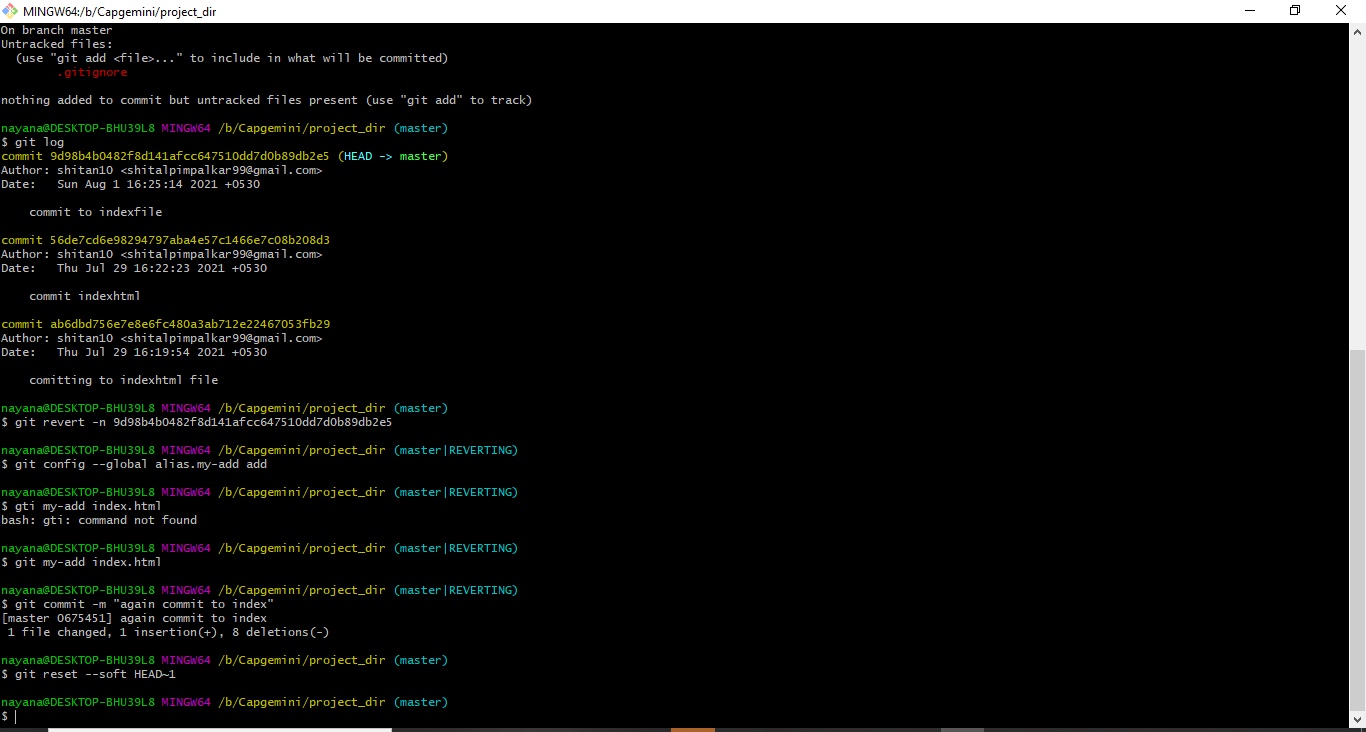 MINGW64:/b/Capgemini/project_dir
On branch master
Untracked files:
  (use "git add <file>..." to include in what will be committed)
        .gitignore
nothing added to commit but untracked files present (use "git add" to track)
nayana@DESKTOP-BHU39L8 MINGW64 /b/Capgemini/project_dir (master)
$ git log
commit 9d98b4b0482f8d141afcc647510dd7d0b89db2e5 (HEAD -> master)
Author: shitan10 <shitalpimpalkar99@gmail.com>
Date:   Sun Aug 1 16:25:14 2021 +0530
    commit to indexfile
commit 56de7cd6e98294797aba4e57c1466e7c08b208d3
Author: shitan10 <shitalpimpalkar99@gmail.com>
Date:   Thu Jul 29 16:22:23 2021 +0530
    commit indexhtml
commit ab6dbd756e7e8e6fc480a3ab712e22467053fb29
Author: shitan10 <shitalpimpalkar99@gmail.com>
Date:   Thu Jul 29 16:19:54 2021 +0530
    comitting to indexhtml file
nayana@DESKTOP-BHU39L8 MINGW64 /b/Capgemini/project_dir (master)
$ git revert -n 9d98b4b0482f8d141afcc647510dd7d0b89db2e5
nayana@DESKTOP-BHU39L8 MINGW64 /b/Capgemini/project_dir (master|REVERTING)
$ git config --global alias.my-add add
nayana@DESKTOP-BHU39L8 MINGW64 /b/Capgemini/project_dir (master|REVERTING)
$ gti my-add index.html
bash: gti: command not found
nayana@DESKTOP-BHU39L8 MINGW64 /b/Capgemini/project_dir (master|REVERTING)
$ git my-add index.html
nayana@DESKTOP-BHU39L8 MINGW64 /b/Capgemini/project_dir (master|REVERTING)
$ git commit -m "again commit to index"
[master 0675451] again commit to index
 1 file changed, 1 insertion(+), 8 deletions(-)
nayana@DESKTOP-BHU39L8 MINGW64 /b/Capgemini/project_dir (master)
$ git reset --soft HEAD~1
nayana@DESKTOP-BHU39L8 MINGW64 /b/Capgemini/project_dir (master)
$